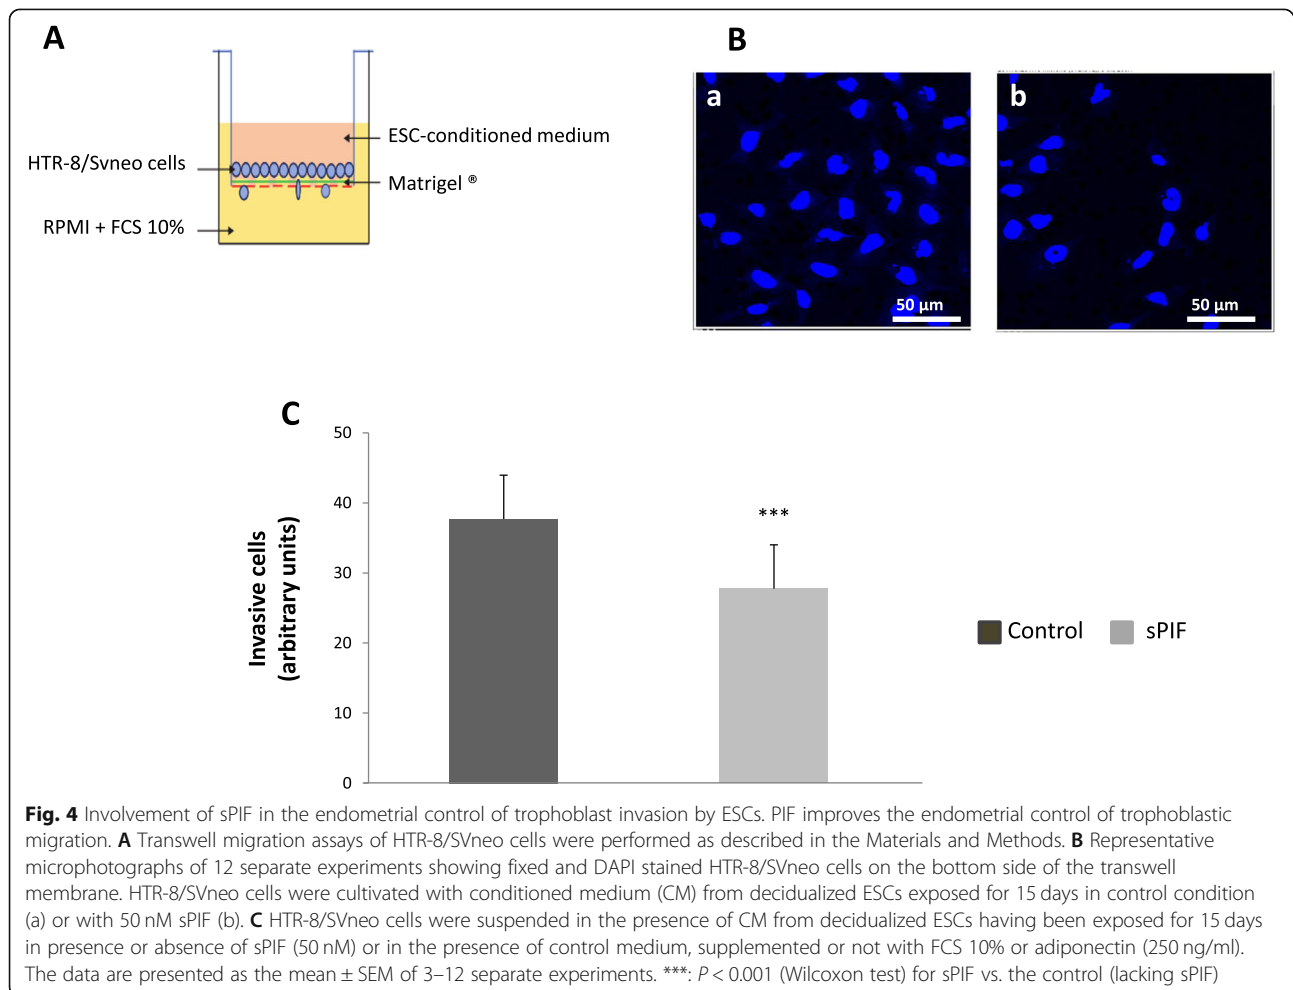 A
ESC-conditioned medium
HTR-8/Svneo cells
Matrigel ®
RPMI + FCS 10%
B
a
50 µm
b
50 µm
C
50
40
30
20
10
0
Invasive cells
(arbitrary units)
***
Control
sPIF
Fig. 4 Involvement of sPIF in the endometrial control of trophoblast invasion by ESCs. PIF improves the endometrial control of trophoblastic
migration. A Transwell migration assays of HTR-8/SVneo cells were performed as described in the Materials and Methods. B Representative
microphotographs of 12 separate experiments showing fixed and DAPI stained HTR-8/SVneo cells on the bottom side of the transwell
membrane. HTR-8/SVneo cells were cultivated with conditioned medium (CM) from decidualized ESCs exposed for 15 days in control condition
(a) or with 50 nM sPIF (b). C HTR-8/SVneo cells were suspended in the presence of CM from decidualized ESCs having been exposed for 15 days
in presence or absence of sPIF (50 nM) or in the presence of control medium, supplemented or not with FCS 10% or adiponectin (250 ng/ml).
The data are presented as the mean ± SEM of 3–12 separate experiments. ***: P < 0.001 (Wilcoxon test) for sPIF vs. the control (lacking sPIF)